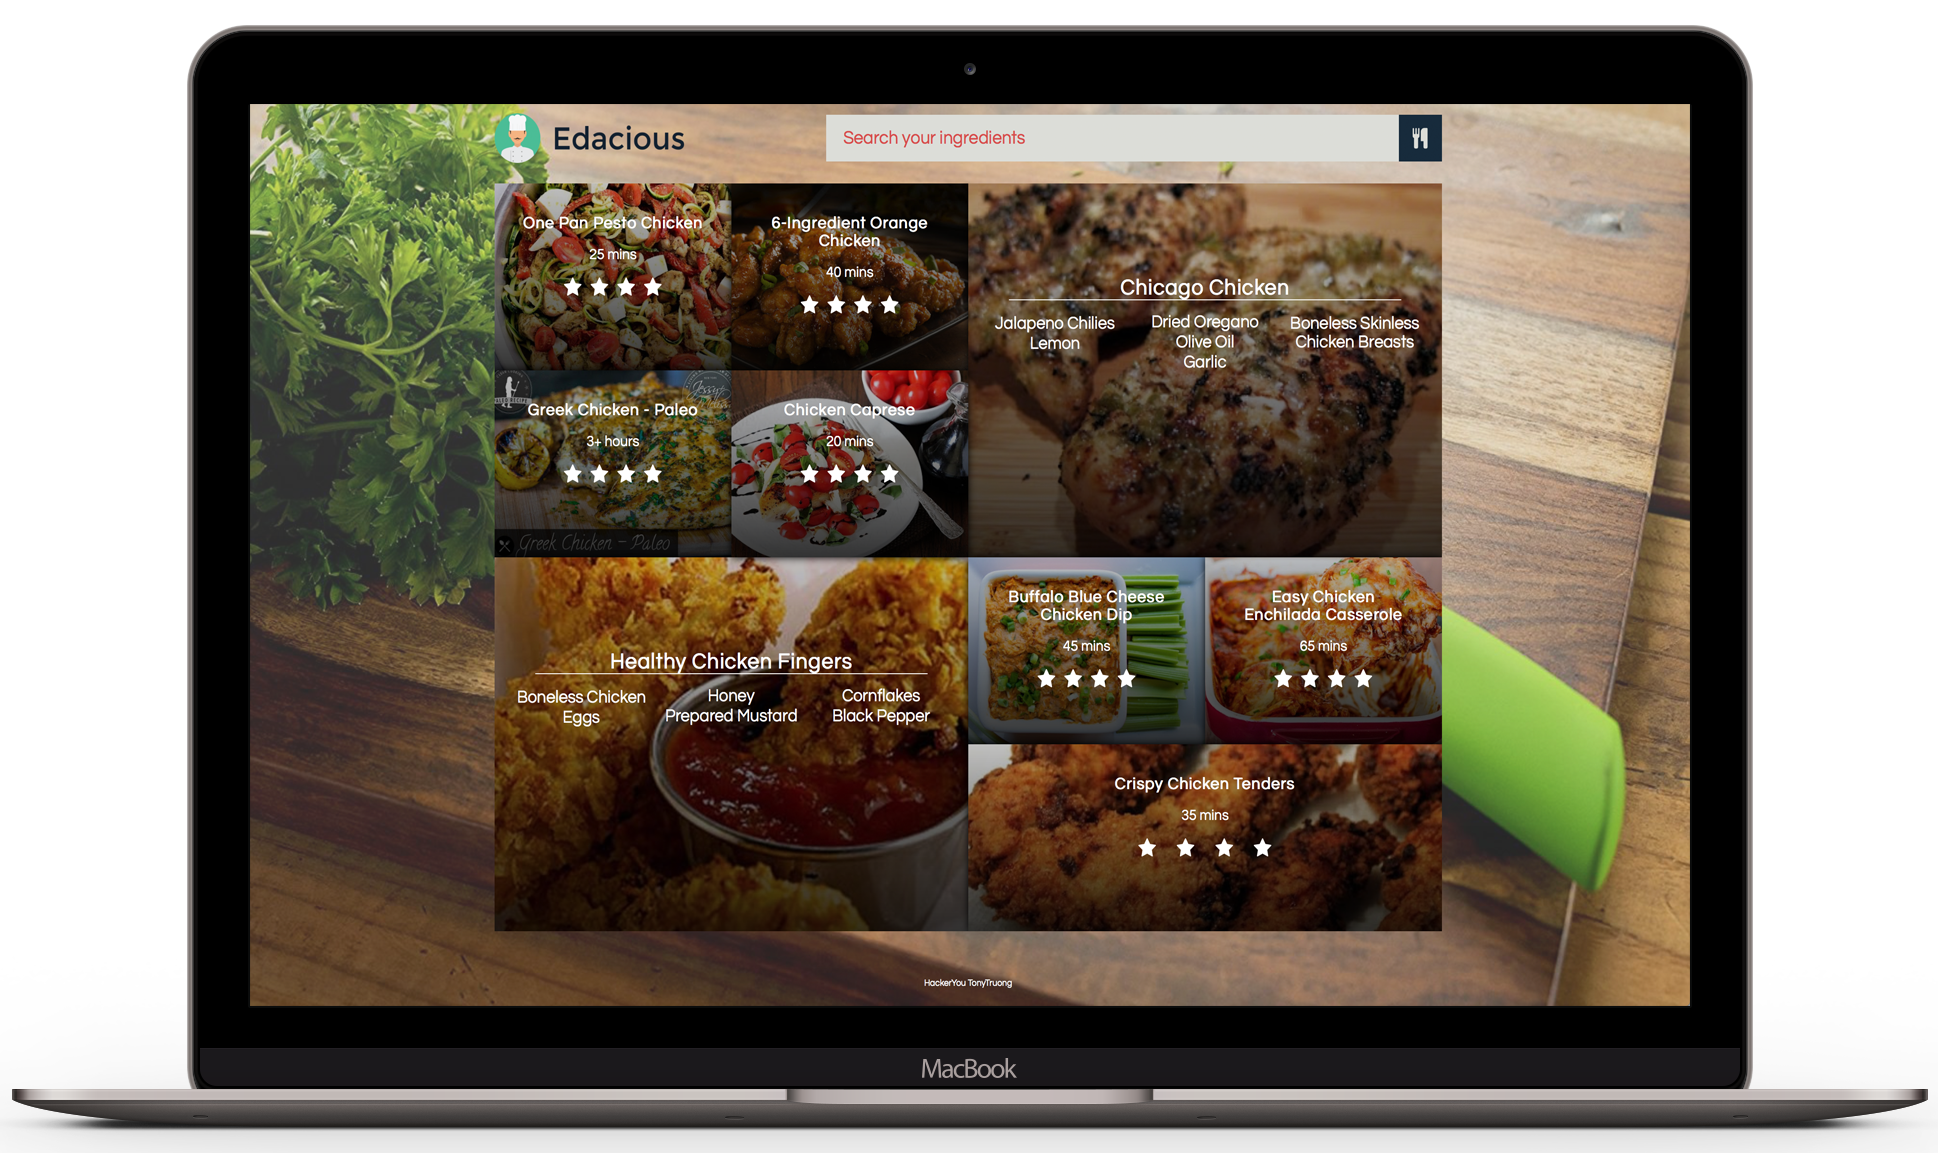 Edacious
Search your ingredients
One Pan Pesto Chicken
25 mins
6-Ingredient Orange
Chicken
40 mins
Chicago Chicken
Jalapeno Chilies
Lemon
Dried Oregano
Olive Oil
Garlic
Boneless Skinless
Chicken Breasts
Greek Chicken - Paleo
3+ hours
Greek Chicken - Paleo
Chicken Caprese
20 mins
Healthy Chicken Fingers
Boneless Chicken
Eggs
Honey
Prepared Mustard
Cornflakes
Black Pepper
Buffalo Blue Cheese
Chicken Dip
45 mins
Easy Chicken
Enchilada Casserole
65 mins
Crispy Chicken Tenders
35 mins
HackerYou TonyTruong
MacBook